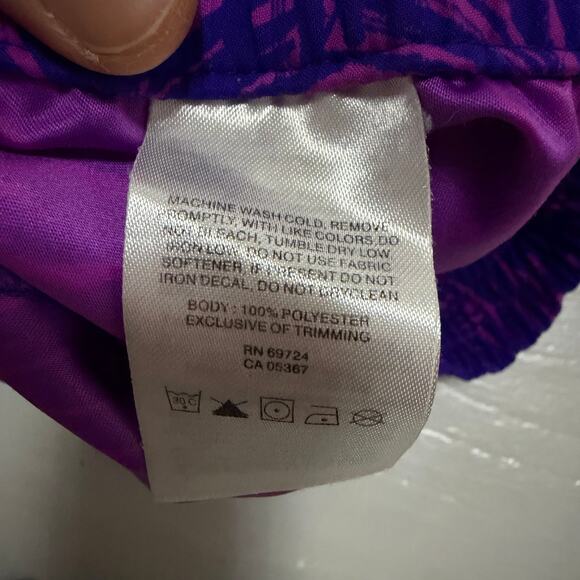 MACHINE WASH COLD, REMOVE
PROMPTLY, WITH LIKE COLORS DO
NOT BLEACH, TUMBLE DRY LOW
IRON LOW, DO NOT USE FABRIC
SOFTENER, IF PRESENT DO NOT
IRON DECAL, DO NOT DRYCLEAN
BODY : 100% POLYESTER
EXCLUSIVE OF TRIMMING
RN 69724
CA 05367
30 C